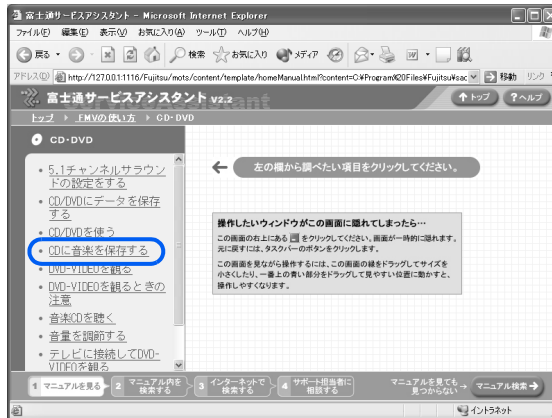 富士通サービスアシスタント - Microsoft Internet Explorer
ファイル(F) 編集(E) 表示(V) お気に入り(A) ツール(T) ヘルプ(H)
戻る 検索 お気に入り メディア
アドレス(D) http://127.0.0.1:1116/Fujitsu/mots/content/template/homeManual.html?content=C:¥Program%20Files¥Fujitsu¥sac 移動 リンク
富士通サービスアシスタント V2.2 トップ ヘルプ
トップ > FMVの使い方 > CD・DVD
CD・DVD
・5.1チャンネルサラウン
ドの設定をする
・CD/DVDにデータを保存
する
・CD/DVDを使う
・CDに音楽を保存する
・DVD-VIDEOを観る
・DVD-VIDEOを観るときの
注意
・音楽CDを聴く
・音量を調節する
・テレビに接続してDVD-
VIDEOを観る
左の欄から調べたい項目をクリックしてください。
操作したいウィンドウがこの画面に隠れてしまったら…
この画面の右上にある をクリックしてください。画面が一時的に隠れます。
元に戻すには、タスクバーのボタンをクリックします。
この画面を見ながら操作するには、この画面の縁をドラッグしてサイズを
小さくしたり、一番上の青い部分をドラッグして見やすい位置に動かすと、
操作しやすくなります。
1 マニュアルを見る 2 マニュアル内を検索する 3 インターネットで検索する 4 サポート担当者に相談する マニュアルを見ても見つからない→ マニュアル検索→
イントラネット